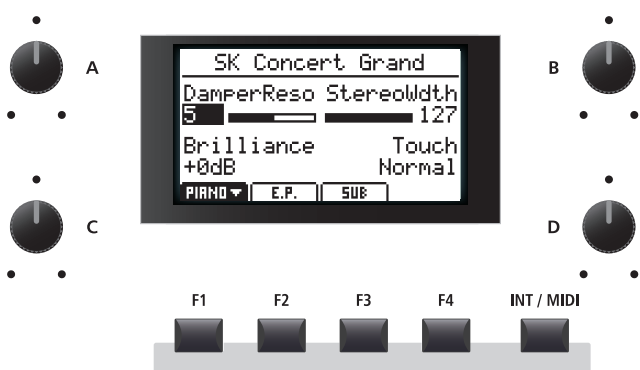 SK Concert Grand
A
B
DamperReso StereoWdth
5 127
Brilliance Touch
+0dB Normal
PIANO E.P. SUB
C
D
F1 F2 F3 F4 INT / MIDI